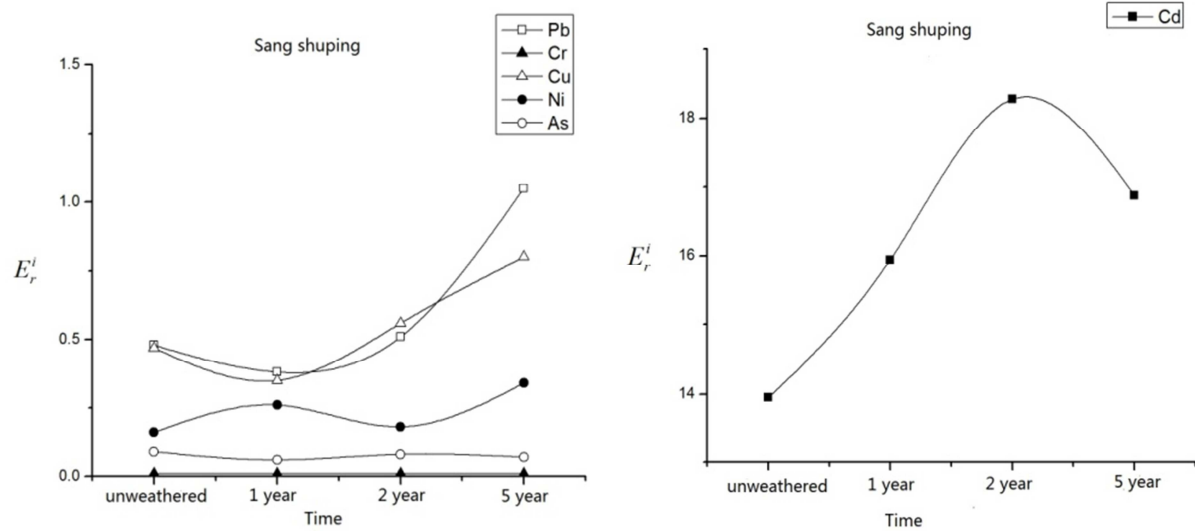 Sang shuping
Pb
Cr
Cu
Ni
As
1.5
1.0
0.5
0.0
E_r^i
unweathered 1 year 2 year 5 year
Time
Sang shuping
Cd
18
16
14
E_r^i
unweathered 1 year 2 year 5 year
Time